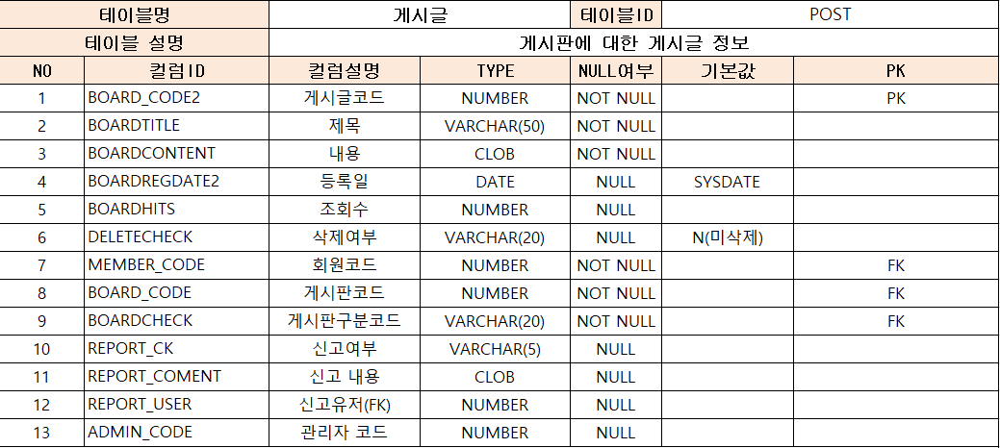 테이블명 게시글 테이블ID POST
테이블 설명 게시판에 대한 게시글 정보
NO 컬럼ID 컬럼설명 TYPE NULL여부 기본값 PK
1 BOARD_CODE2 게시글코드 NUMBER NOT NULL PK
2 BOARDTITLE 제목 VARCHAR(50) NOT NULL
3 BOARDCONTENT 내용 CLOB NOT NULL
4 BOARDREGDATE2 등록일 DATE NULL SYSDATE
5 BOARDHITS 조회수 NUMBER NULL
6 DELETECHECK 삭제여부 VARCHAR(20) NULL N(미삭제)
7 MEMBER_CODE 회원코드 NUMBER NOT NULL FK
8 BOARD_CODE 게시판코드 NUMBER NOT NULL FK
9 BOARDCHECK 게시판구분코드 VARCHAR(20) NOT NULL FK
10 REPORT_CK 신고여부 VARCHAR(5) NULL
11 REPORT_COMENT 신고 내용 CLOB NULL
12 REPORT_USER 신고유저(FK) NUMBER NULL
13 ADMIN_CODE 관리자 코드 NUMBER NULL